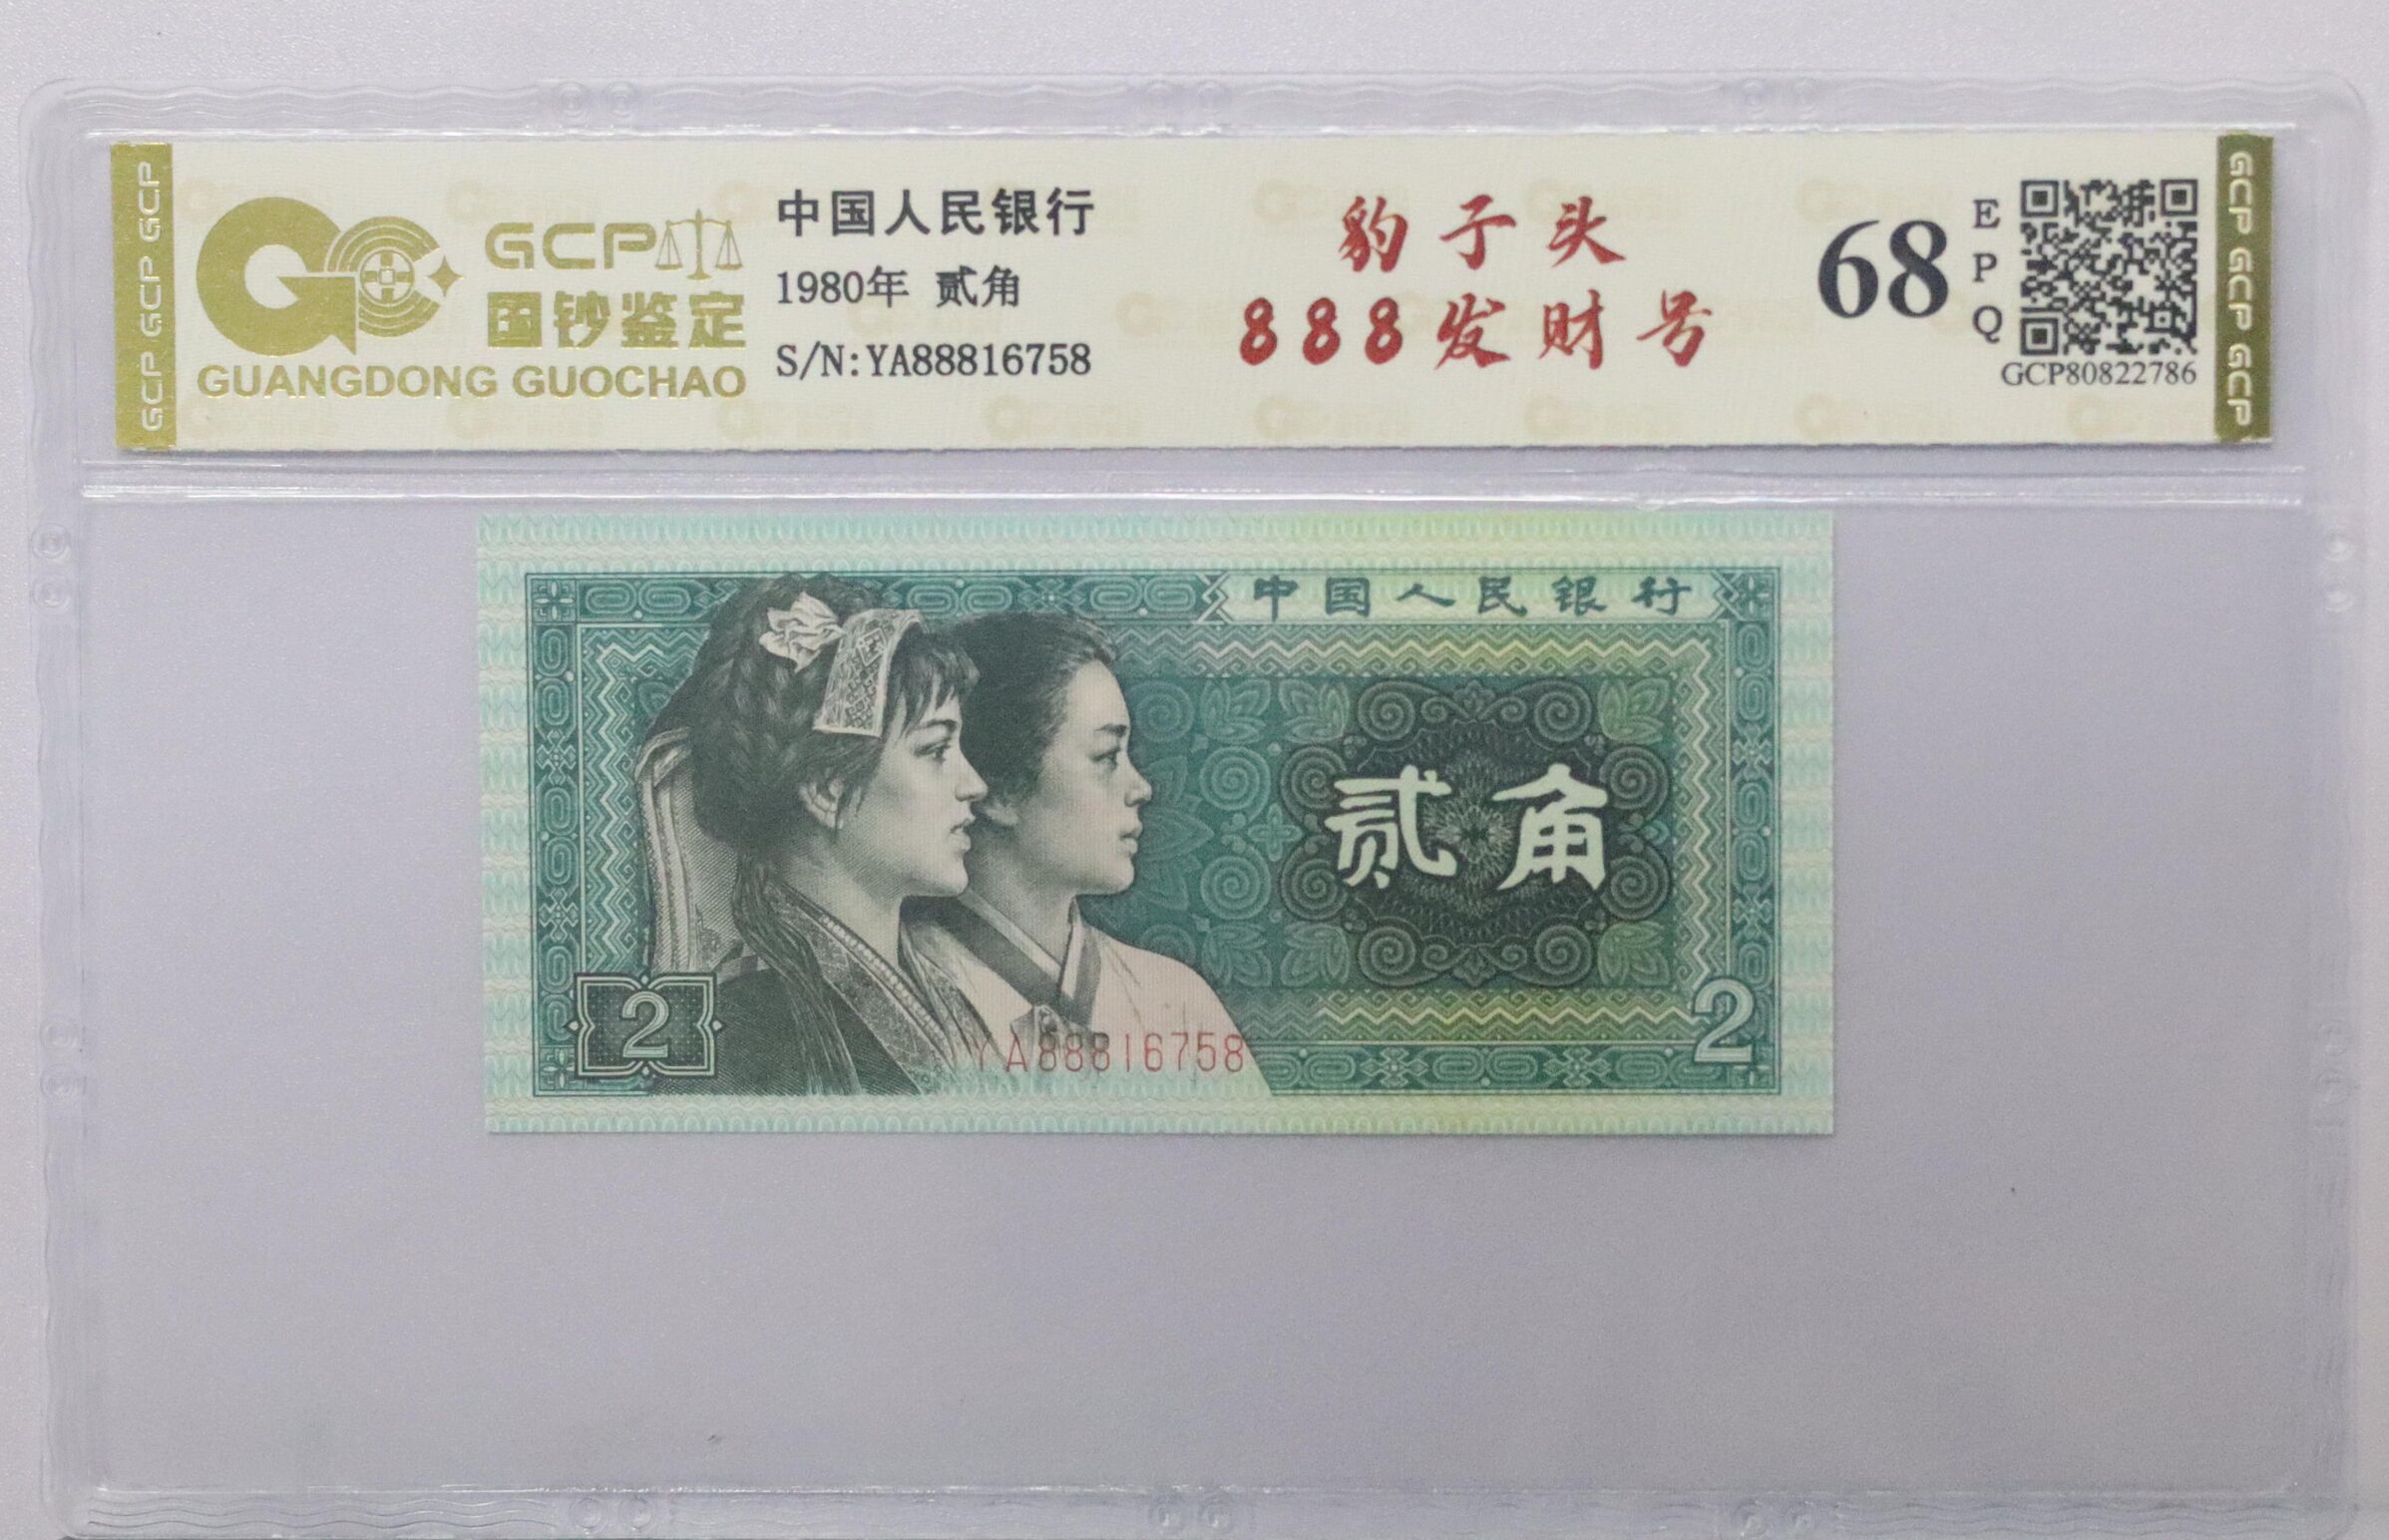 GCP GCP GCP
GCP
国钞鉴定
GUANGDONG GUOCHAO
中国人民银行
1980年 贰角
S/N:YA88816758
豹子头
888发财号
68
EPQ
GCP80822786
GCP GCP GCP
中国人民银行
贰角
2
YA88816758
2